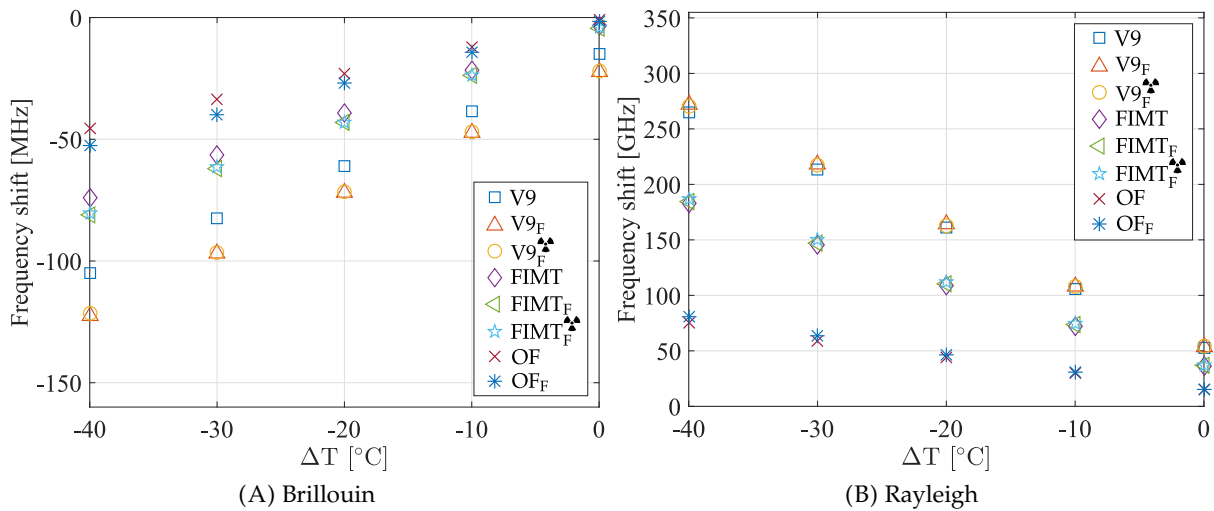 0
-50
-100
-150
Frequency shift [MHz]
-40 -30 -20 -10 0
ΔT [°C]
V9
V9F
V9F
FIMT
FIMTF
FIMTF
OF
OFF
(A) Brillouin
350
300
250
200
150
100
50
0
Frequency shift [GHz]
-40 -30 -20 -10 0
ΔT [°C]
V9
V9F
V9F
FIMT
FIMTF
FIMTF
OF
OFF
(B) Rayleigh